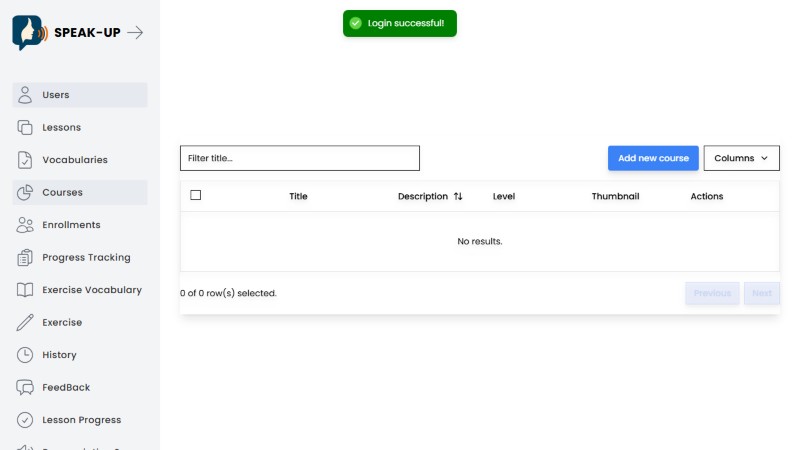 SPEAK-UP
Login successful!
Users
Lessons
Vocabularies
Courses
Enrollments
Progress Tracking
Exercise Vocabulary
Exercise
History
FeedBack
Lesson Progress
Filter title...
Add new course
Columns
Title Description Level Thumbnail Actions
No results.
0 of 0 row(s) selected.
Previous Next